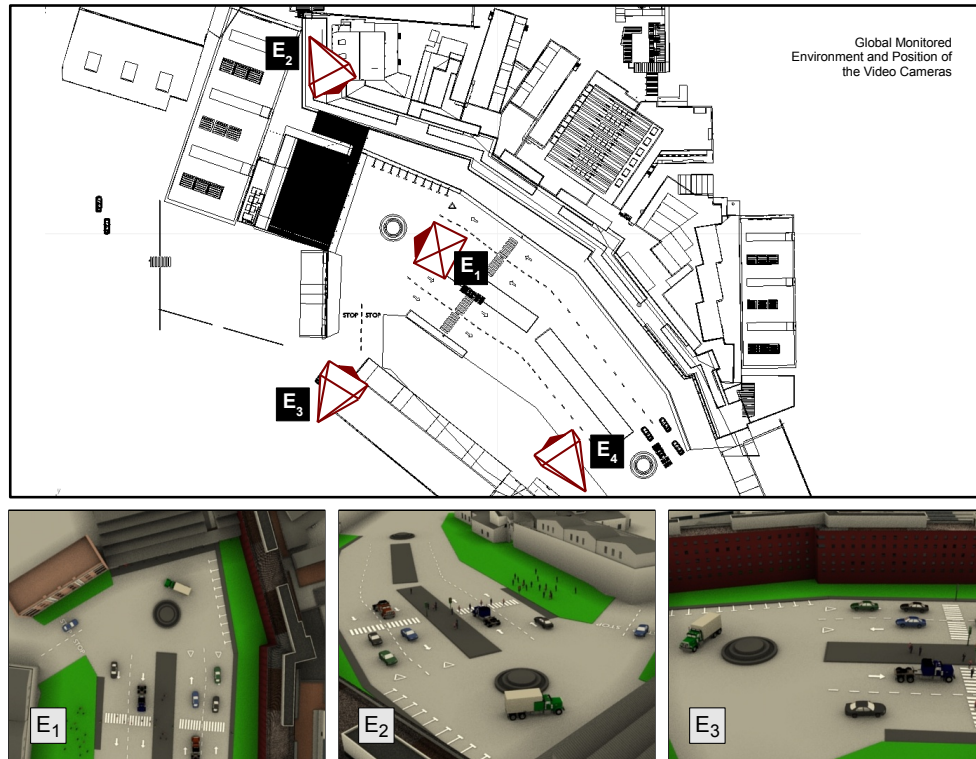 Global Monitored
Environment and Position of
the Video Cameras
E2
E1
STOP STOP
E3
E4
y
E1
E2
E3